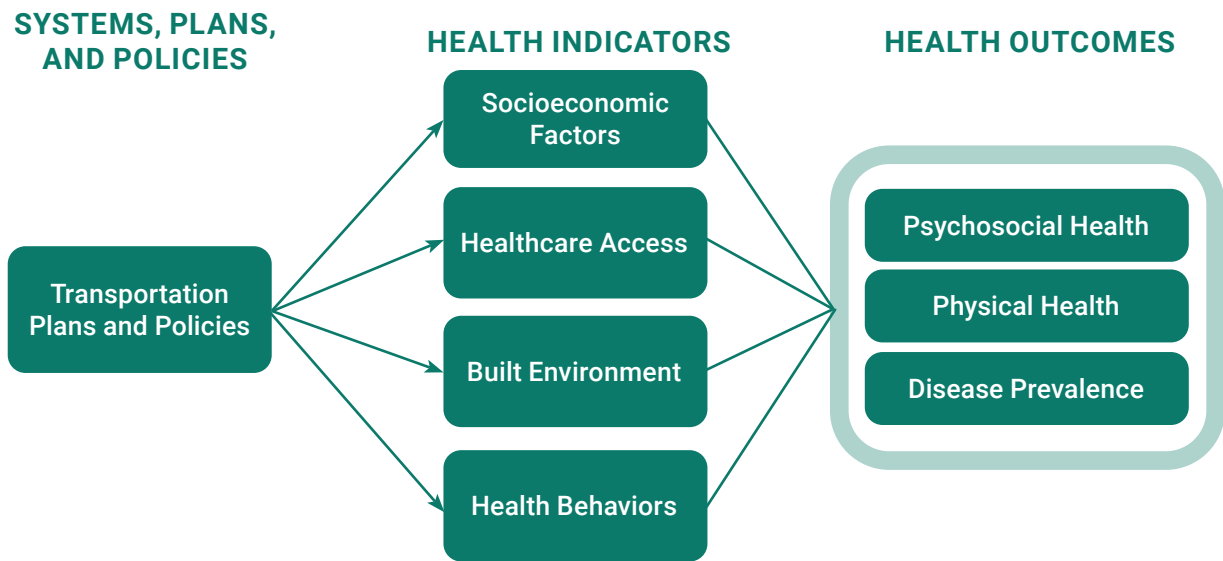 SYSTEMS, PLANS,
AND POLICIES
HEALTH INDICATORS
HEALTH OUTCOMES
Transportation
Plans and Policies
Socioeconomic
Factors
Healthcare Access
Built Environment
Health Behaviors
Psychosocial Health
Physical Health
Disease Prevalence